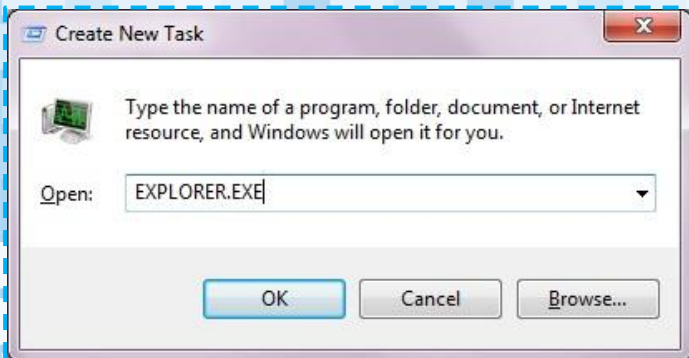 Create New Task
Type the name of a program, folder, document, or Internet
resource, and Windows will open it for you.
Open: EXPLORER.EXE
OK Cancel Browse...